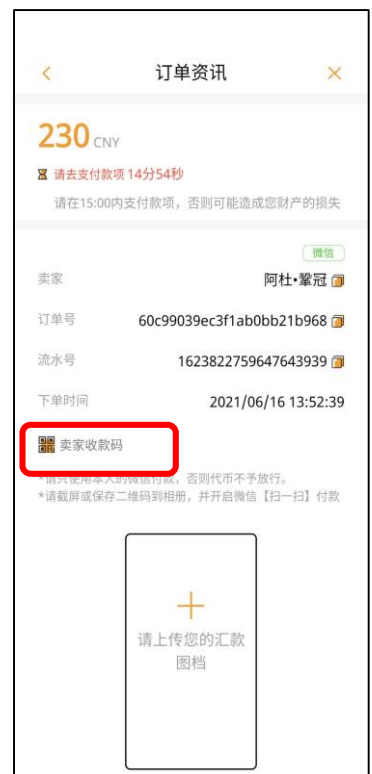 订单资讯
230 CNY
请去支付款项 14分54秒
请在15:00内支付款项，否则可能造成您财产的损失
微信
卖家 阿杜•鞏冠
订单号 60c99039ec3f1ab0bb21b968
流水号 1623822759647643939
下单时间 2021/06/16 13:52:39
卖家收款码
*请只使用本人的微信付款，否则代币不予放行。
*请截屏或保存二维码到相册，并开启微信【扫一扫】付款
请上传您的汇款
图档